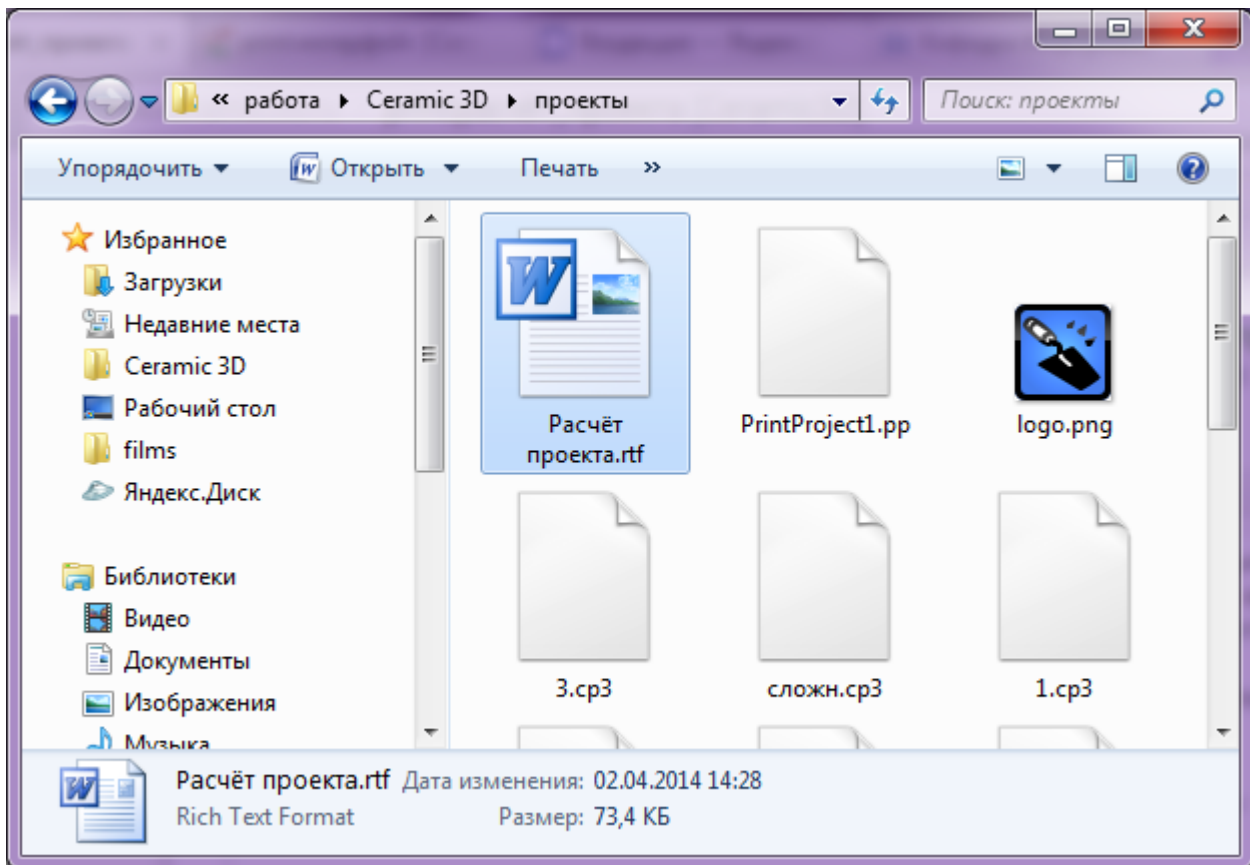 « работа ▸ Ceramic 3D ▸ проекты
Поиск: проекты
Упорядочить ▾ Открыть ▾ Печать »
Избранное
Загрузки
Недавние места
Ceramic 3D
Рабочий стол
films
Яндекс.Диск
Библиотеки
Видео
Документы
Изображения
Музыка
Расчёт
проекта.rtf
PrintProject1.pp
logo.png
3.cp3
сложн.cp3
1.cp3
Расчёт проекта.rtf Дата изменения: 02.04.2014 14:28
Rich Text Format Размер: 73,4 КБ